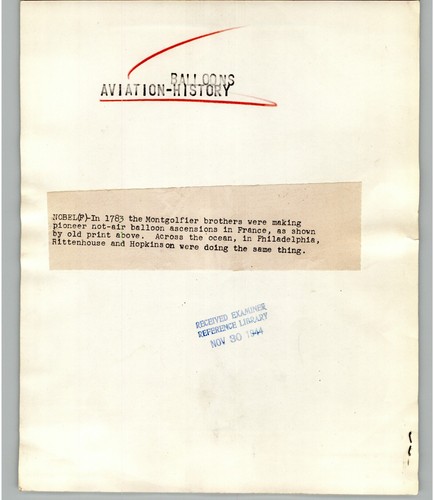 BALLOONS
AVIATION-HISTORY
NOBEL(F)-In 1783 the Montgolfier brothers were making
pioneer not-air balloon ascensions in France, as shown
by old print above. Across the ocean, in Philadelphia,
Rittenhouse and Hopkinson were doing the same thing.
RECEIVED EXAMINER
REFERENCE LIBRARY
NOV 30 1944